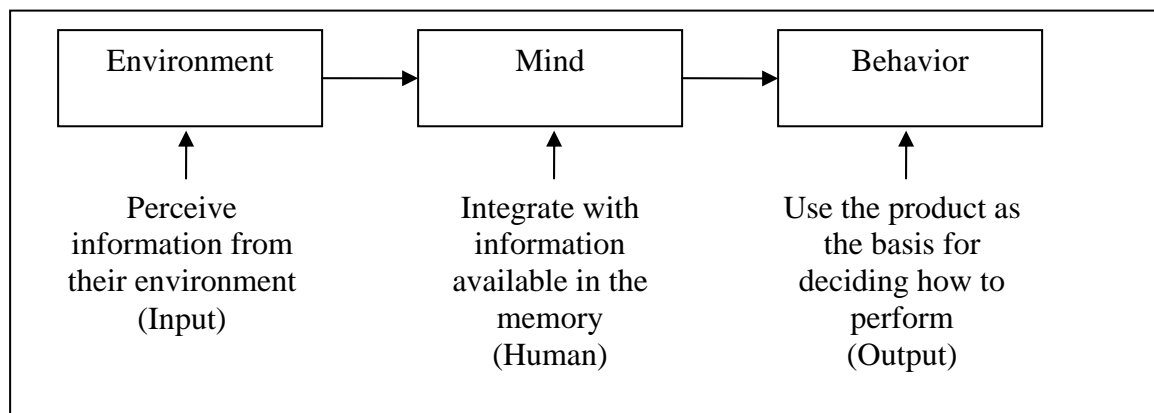 Environment
Mind
Behavior
Perceive
information from
their environment
(Input)
Integrate with
information
available in the
memory
(Human)
Use the product as
the basis for
deciding how to
perform
(Output)